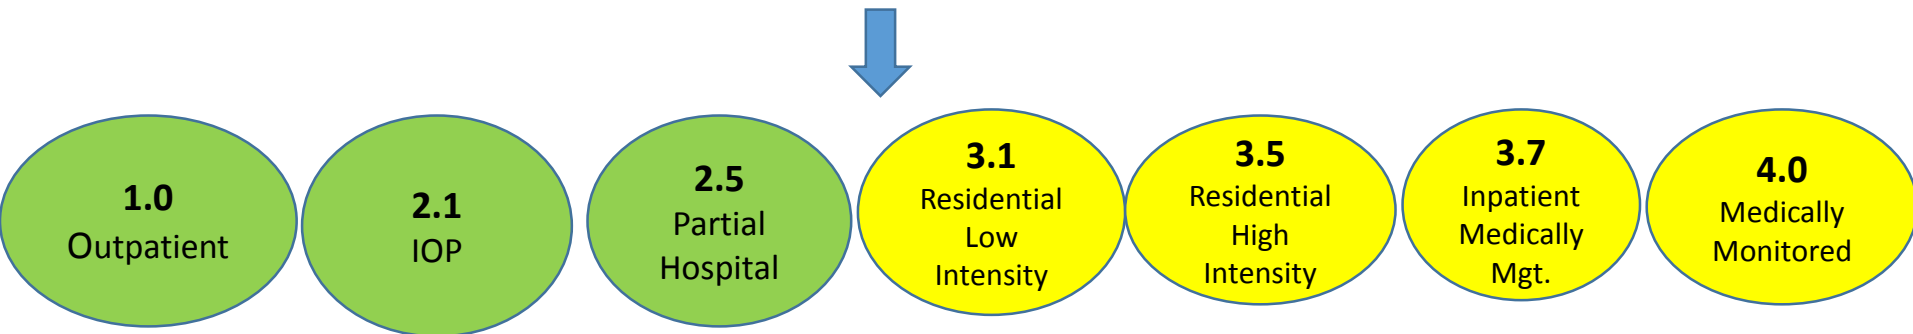 1.0
Outpatient
2.1
IOP
2.5
Partial
Hospital
3.1
Residential
Low
Intensity
3.5
Residential
High
Intensity
3.7
Inpatient
Medically
Mgt.
4.0
Medically
Monitored